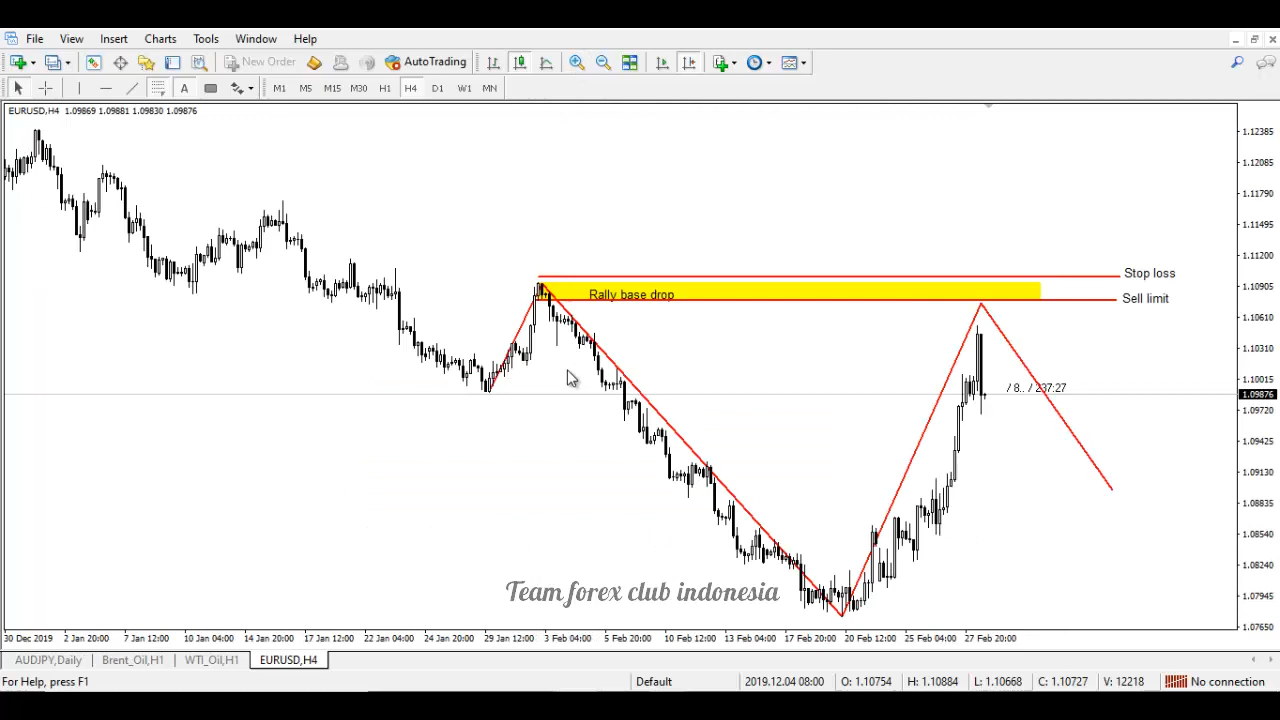 File View Insert Charts Tools Window Help
New Order AutoTrading
A M1 M5 M15 M30 H1 H4 D1 W1 MN
EURUSD,H4 1.09869 1.09881 1.09830 1.09876
1.12385
1.12085
1.11790
1.11495
1.11200
Stop loss
1.10905
Rally base drop
Sell limit
1.10610
1.10310
1.10015
/ 8.. / 237:27
1.09876
1.09720
1.09425
1.09130
1.08835
1.08540
1.08240
Team forex club indonesia
1.07945
1.07650
30 Dec 2019 2 Jan 20:00 7 Jan 12:00 10 Jan 04:00 14 Jan 20:00 17 Jan 12:00 22 Jan 04:00 24 Jan 20:00 29 Jan 12:00 3 Feb 04:00 5 Feb 20:00 10 Feb 12:00 13 Feb 04:00 17 Feb 20:00 20 Feb 12:00 25 Feb 04:00 27 Feb 20:00
AUDJPY,Daily Brent_Oil,H1 WTI_Oil,H1 EURUSD,H4
For Help, press F1 Default 2019.12.04 08:00 O: 1.10754 H: 1.10884 L: 1.10668 C: 1.10727 V: 12218 No connection